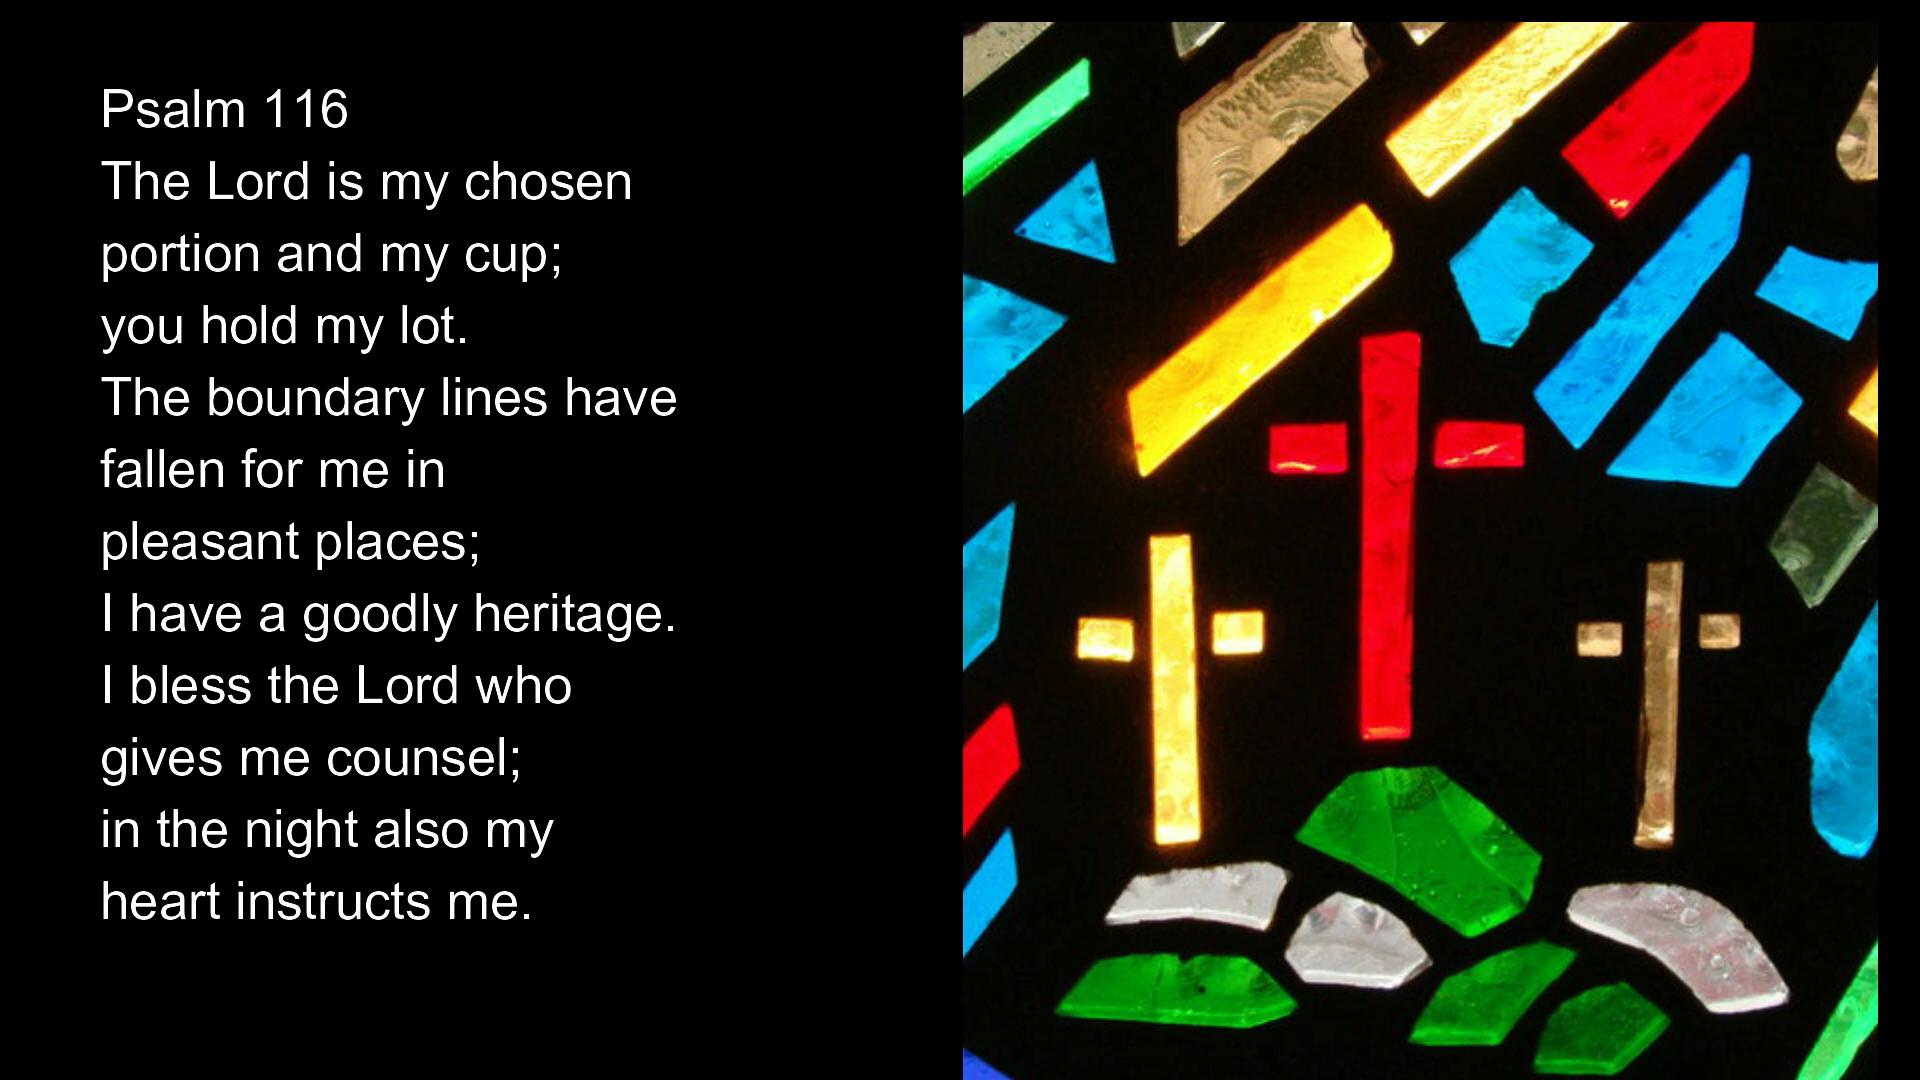 Psalm 116
The Lord is my chosen
portion and my cup;
you hold my lot.
The boundary lines have
fallen for me in
pleasant places;
I have a goodly heritage.
I bless the Lord who
gives me counsel;
in the night also my
heart instructs me.